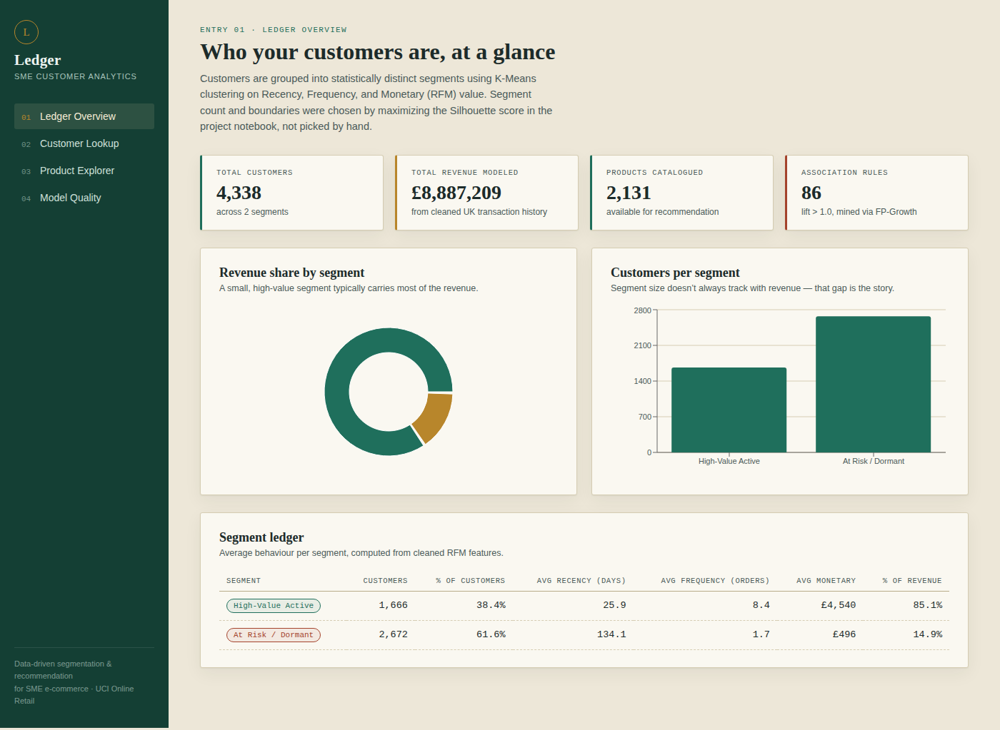 L
Ledger
SME CUSTOMER ANALYTICS
01 Ledger Overview
02 Customer Lookup
03 Product Explorer
04 Model Quality
Data-driven segmentation &
recommendation
for SME e-commerce · UCI Online
Retail
ENTRY 01 · LEDGER OVERVIEW
Who your customers are, at a glance
Customers are grouped into statistically distinct segments using K-Means
clustering on Recency, Frequency, and Monetary (RFM) value. Segment
count and boundaries were chosen by maximizing the Silhouette score in the
project notebook, not picked by hand.
TOTAL CUSTOMERS
4,338
across 2 segments
TOTAL REVENUE MODELED
£8,887,209
from cleaned UK transaction history
PRODUCTS CATALOGUED
2,131
available for recommendation
ASSOCIATION RULES
86
lift > 1.0, mined via FP-Growth
Revenue share by segment
A small, high-value segment typically carries most of the revenue.
Customers per segment
Segment size doesn’t always track with revenue — that gap is the story.
2800
2100
1400
700
0
High-Value Active At Risk / Dormant
Segment ledger
Average behaviour per segment, computed from cleaned RFM features.
SEGMENT CUSTOMERS % OF CUSTOMERS AVG RECENCY (DAYS) AVG FREQUENCY (ORDERS) AVG MONETARY % OF REVENUE
High-Value Active 1,666 38.4% 25.9 8.4 £4,540 85.1%
At Risk / Dormant 2,672 61.6% 134.1 1.7 £496 14.9%